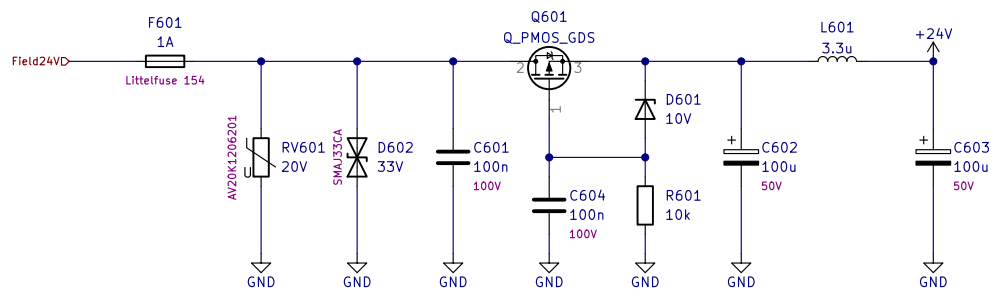 Field24V
F601
1A
Littelfuse 154
AV20K1206201
U
RV601
20V
SMAJ33CA
D602
33V
C601
100n
100V
Q601
Q_PMOS_GDS
2
3
1
C604
100n
100V
D601
10V
R601
10k
+
C602
100u
50V
L601
3.3u
+24V
+
C603
100u
50V
GND
GND
GND
GND
GND
GND
GND